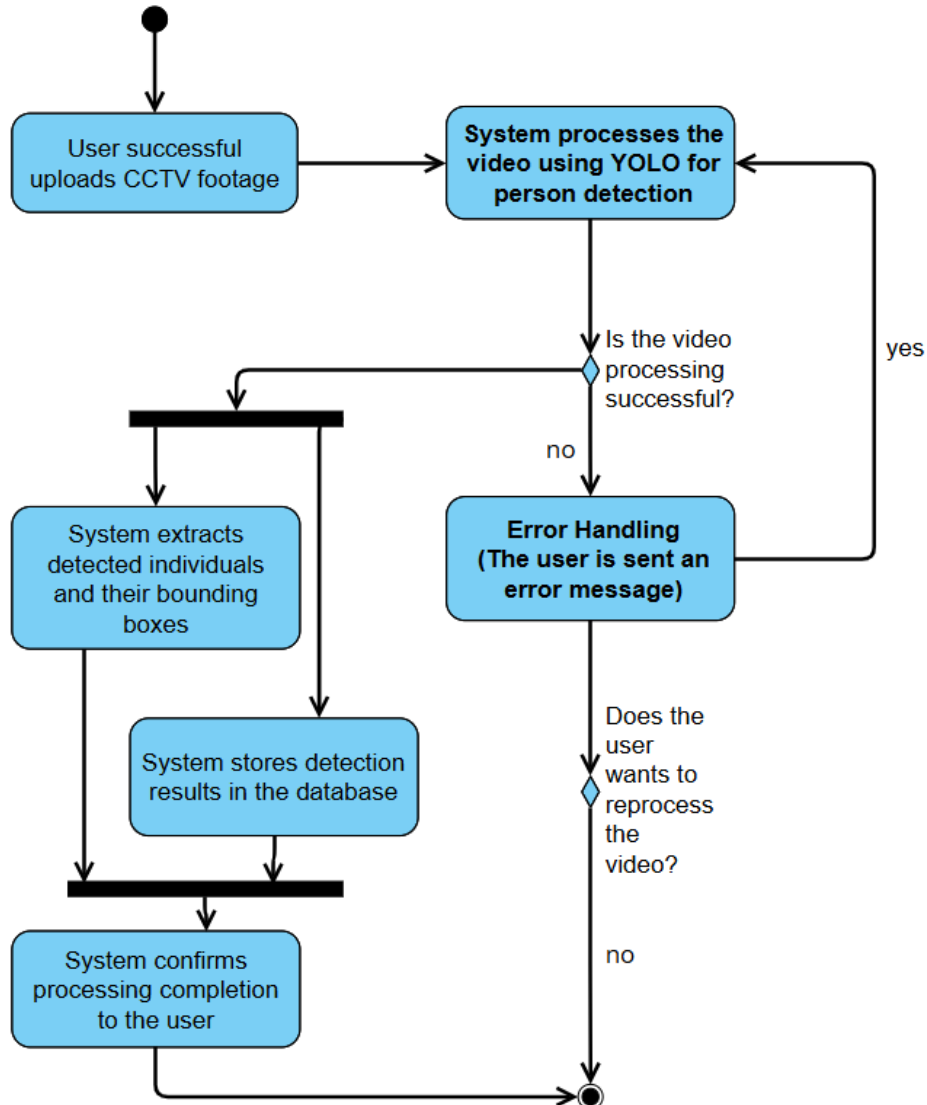 User successful
uploads CCTV footage
System processes the
video using YOLO for
person detection
Is the video
processing
successful?
yes
no
System extracts
detected individuals
and their bounding
boxes
Error Handling
(The user is sent an
error message)
System stores detection
results in the database
Does the
user
wants to
reprocess
the
video?
System confirms
processing completion
to the user
no